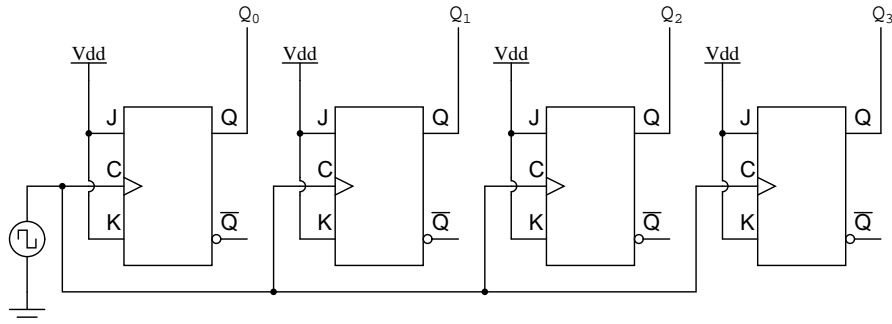 Q0 Q1 Q2 Q3
Vdd Vdd Vdd Vdd
J Q J Q J Q J Q
C C C C
K Q̅ K Q̅ K Q̅ K Q̅